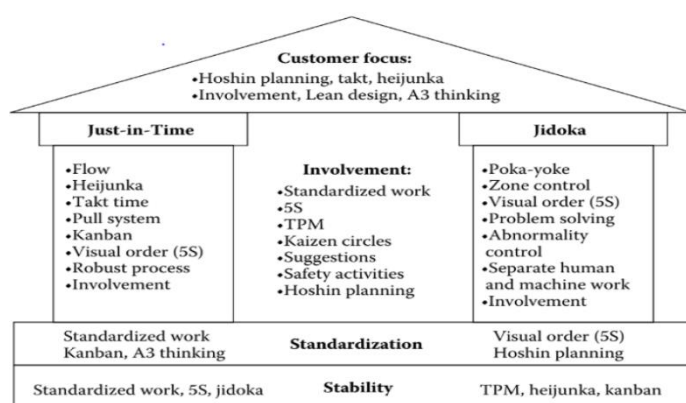 Customer focus:
•Hoshin planning, takt, heijunka
•Involvement, Lean design, A3 thinking
Just-in-Time
•Flow
•Heijunka
•Takt time
•Pull system
•Kanban
•Visual order (5S)
•Robust process
•Involvement
Involvement:
•Standardized work
•5S
•TPM
•Kaizen circles
•Suggestions
•Safety activities
•Hoshin planning
Jidoka
•Poka-yoke
•Zone control
•Visual order (5S)
•Problem solving
•Abnormality
control
•Separate human
and machine work
•Involvement
Standardized work
Kanban, A3 thinking
Standardization
Visual order (5S)
Hoshin planning
Standardized work, 5S, jidoka
Stability
TPM, heijunka, kanban